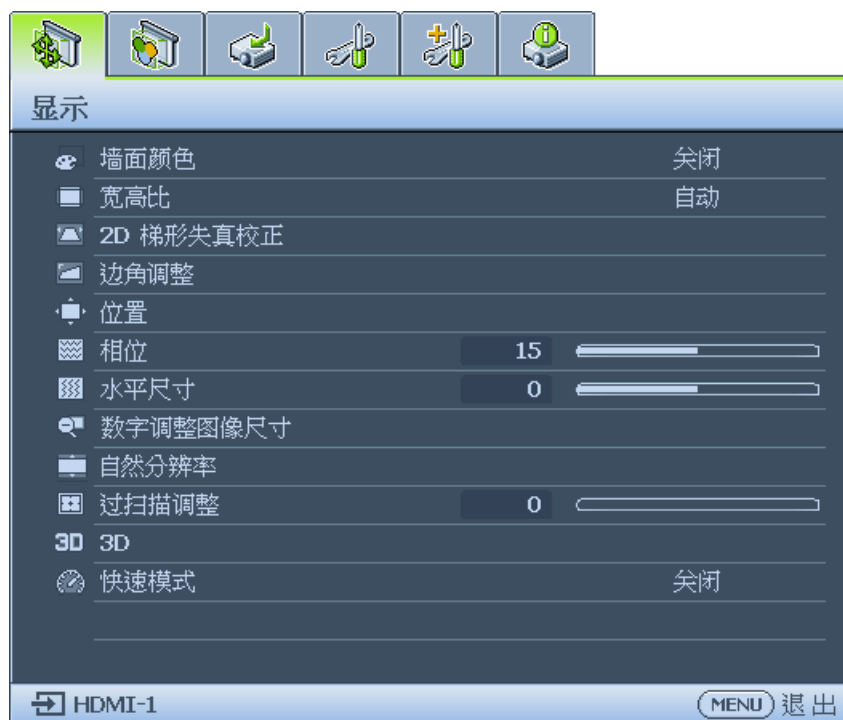 显示
墙面颜色 关闭
宽高比 自动
2D 梯形失真校正
边角调整
位置
相位 15
水平尺寸 0
数字调整图像尺寸
自然分辨率
过扫描调整 0
3D 3D
快速模式 关闭
HDMI-1 MENU 退出